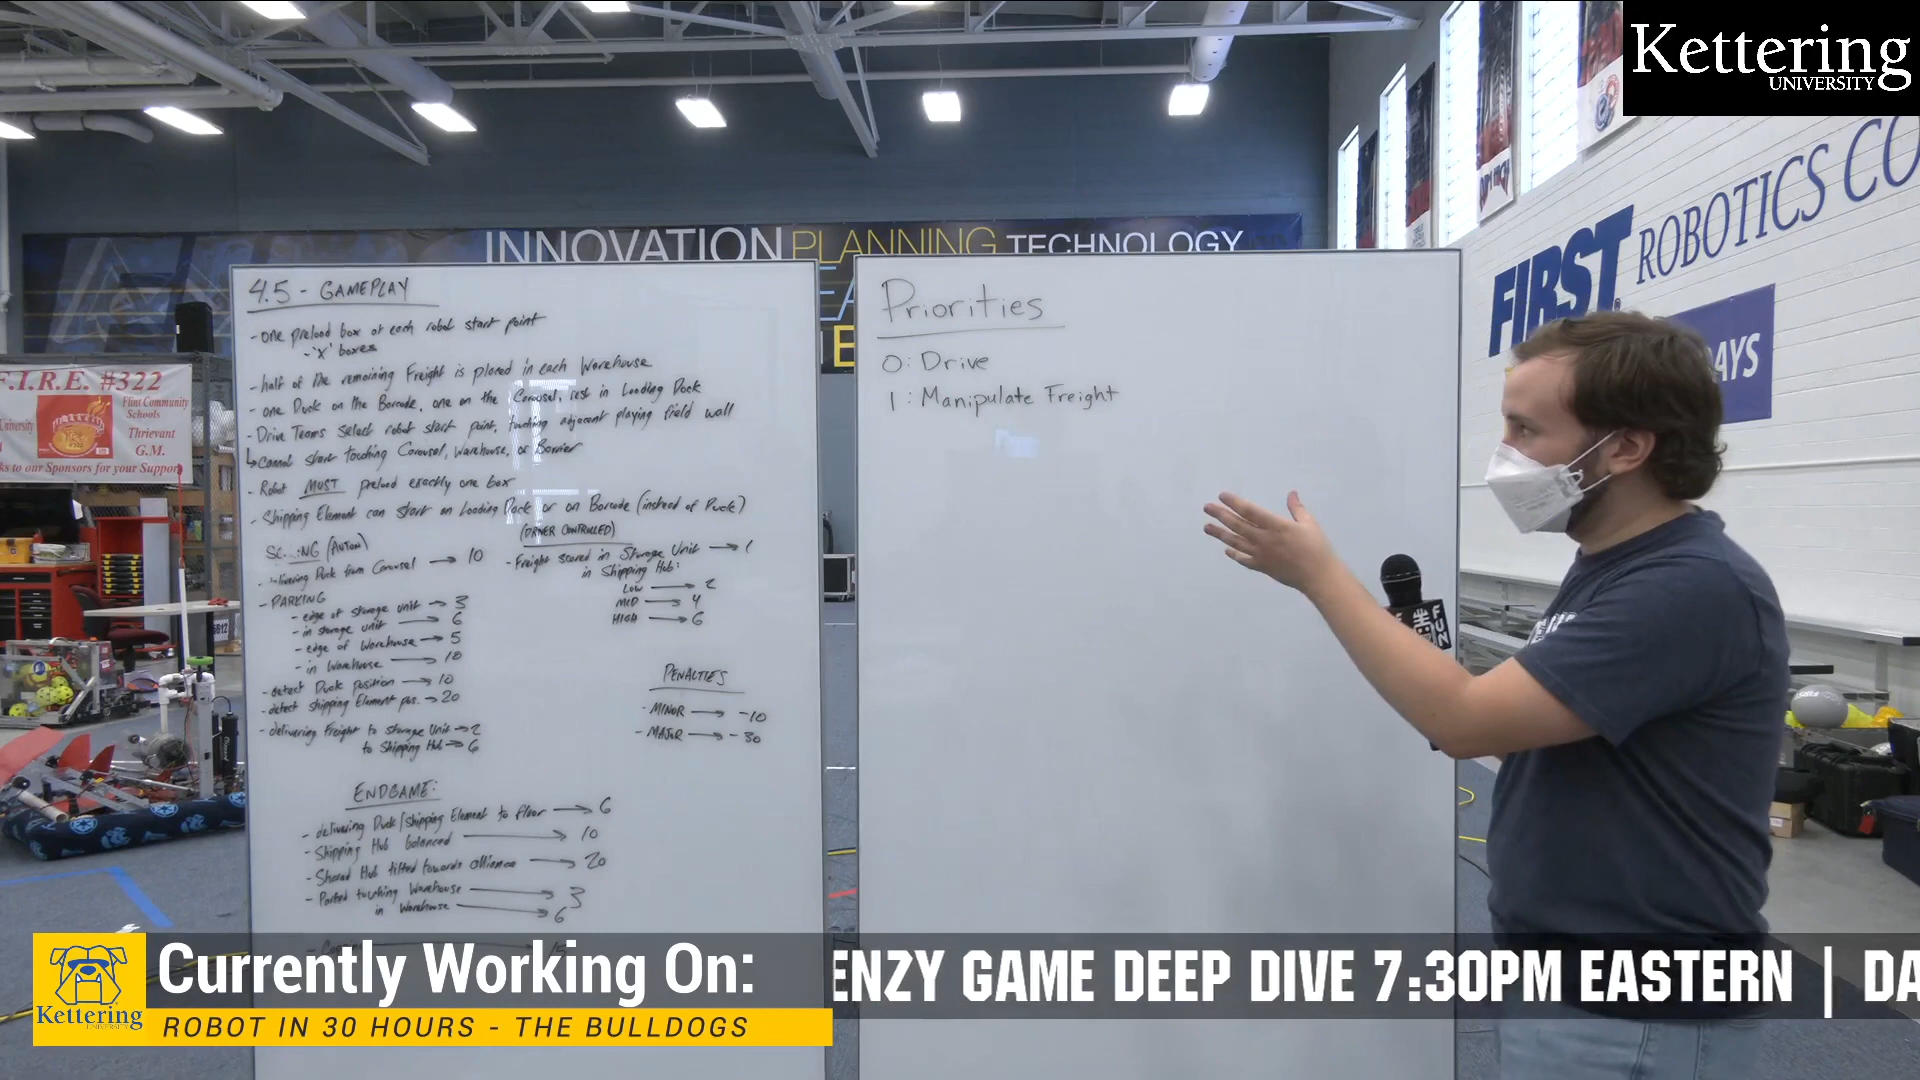 Kettering
UNIVERSITY
INNOVATION PLANNING TECHNOLOGY
FIRST ROBOTICS CO
AYS
F.I.R.E. #322
Flint Community
Schools
University
Thrievant
G.M.
ks to our Sponsors for your Support
4.5 - GAMEPLAY
- one preload box at each robot start point
- 'X' boxes
- half of the remaining Freight is placed in each Warehouse
- one Duck on the Barcode, one on the Carousel, rest in Loading Dock
- Drive Teams select robot start point, touching adjacent playing field wall
↳ Cannot start touching Carousel, Warehouse, or Barrier
- Robot MUST preload exactly one box
- Shipping Element can start on Loading Dock or on Barcode (instead of Duck)
SC...NG (AUTON)
livering Duck from Carousel → 10
- PARKING
- edge of storage unit → 3
- in storage unit → 6
- edge of Warehouse → 5
- in Warehouse → 10
- detect Duck position → 10
- detect shipping Element pos. → 20
- delivering Freight to Storage Unit → 2
to Shipping Hub → 6
(DRIVER CONTROLLED)
- Freight scored in Storage Unit → 1
in Shipping Hub:
LOW → 2
MID → 4
HIGH → 6
PENALTIES
- MINOR → -10
- MAJOR → -30
ENDGAME:
- delivering Duck/Shipping Element to floor → 6
- Shipping Hub balanced → 10
- Shared Hub tilted towards alliance → 20
- Parked touching Warehouse → 3
in Warehouse → 6
Priorities
0: Drive
1: Manipulate Freight
FUN
Currently Working On:
ROBOT IN 30 HOURS - THE BULLDOGS
Kettering
UNIVERSITY
ENZY GAME DEEP DIVE 7:30PM EASTERN | DA